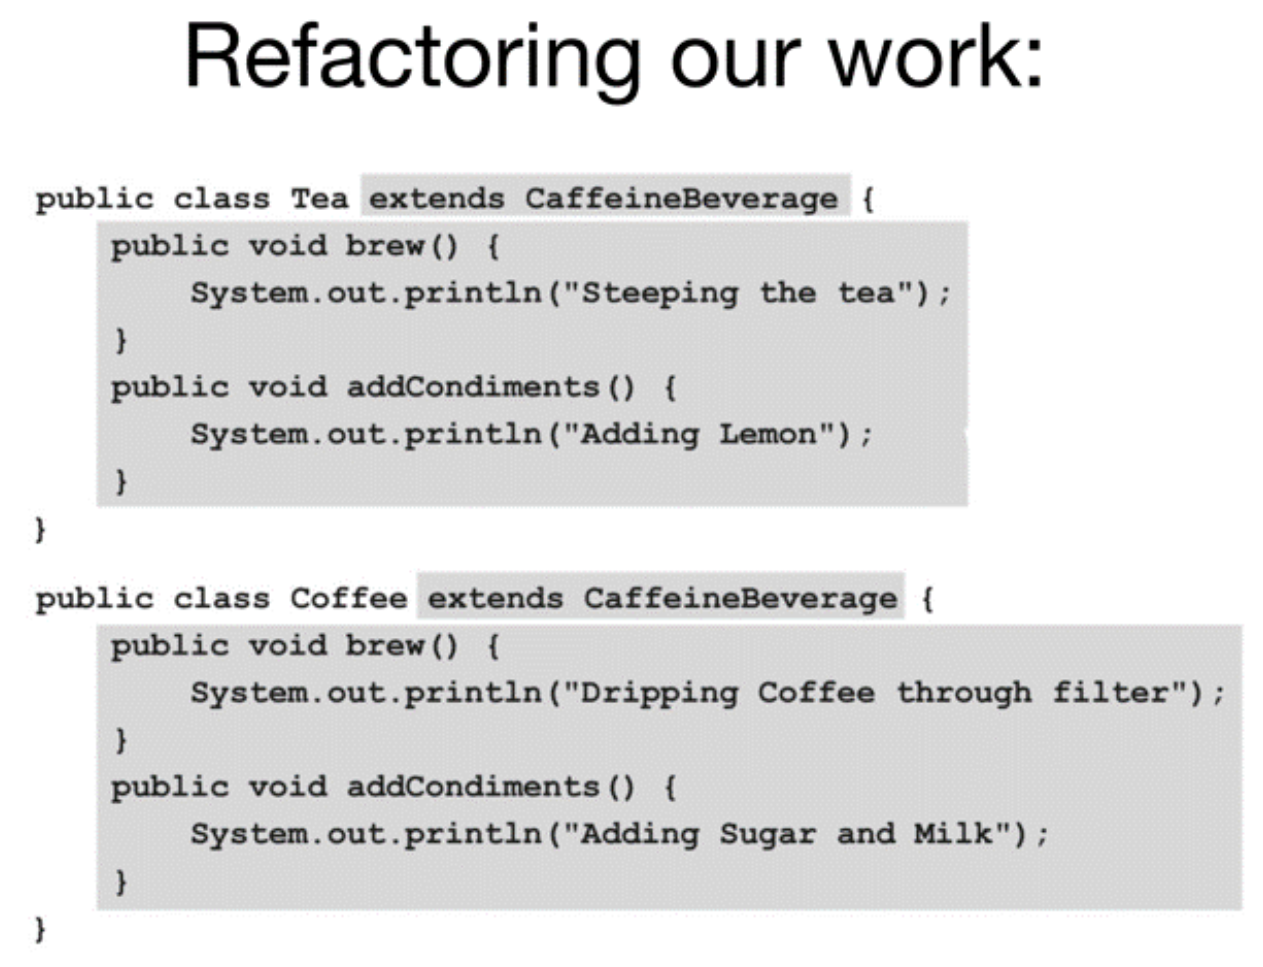 Refactoring our work:
public class Tea extends CaffeineBeverage {
public void brew() {
System.out.println("Steeping the tea");
}
public void addCondiments() {
System.out.println("Adding Lemon");
}
}
public class Coffee extends CaffeineBeverage {
public void brew() {
System.out.println("Dripping Coffee through filter");
}
public void addCondiments() {
System.out.println("Adding Sugar and Milk");
}
}